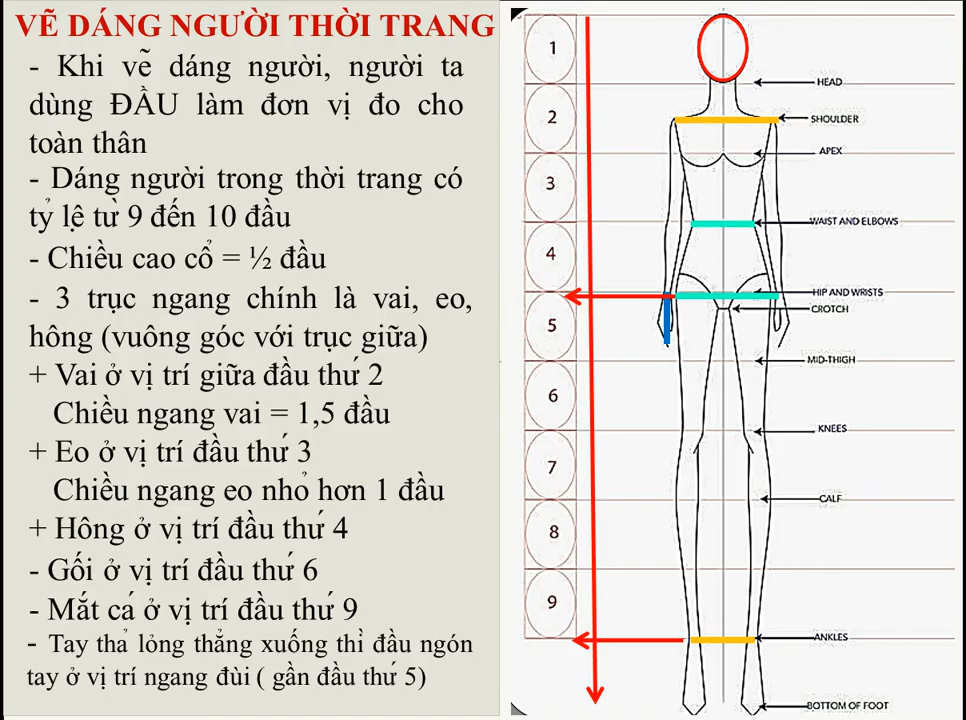 VẼ DÁNG NGƯỜI THỜI TRANG
- Khi vẽ dáng người, người ta
dùng ĐẦU làm đơn vị đo cho
toàn thân
- Dáng người trong thời trang có
tỷ lệ từ 9 đến 10 đầu
- Chiều cao cổ = ½ đầu
- 3 trục ngang chính là vai, eo,
hông (vuông góc với trục giữa)
+ Vai ở vị trí giữa đầu thứ 2
Chiều ngang vai = 1,5 đầu
+ Eo ở vị trí đầu thứ 3
Chiều ngang eo nhỏ hơn 1 đầu
+ Hông ở vị trí đầu thứ 4
- Gối ở vị trí đầu thứ 6
- Mắt cá ở vị trí đầu thứ 9
- Tay thả lỏng thẳng xuống thì đầu ngón
tay ở vị trí ngang đùi ( gần đầu thứ 5)
1
HEAD
2
SHOULDER
APEX
3
WAIST AND ELBOWS
4
HIP AND WRISTS
CROTCH
5
MID-THIGH
6
KNEES
7
CALF
8
9
ANKLES
BOTTOM OF FOOT